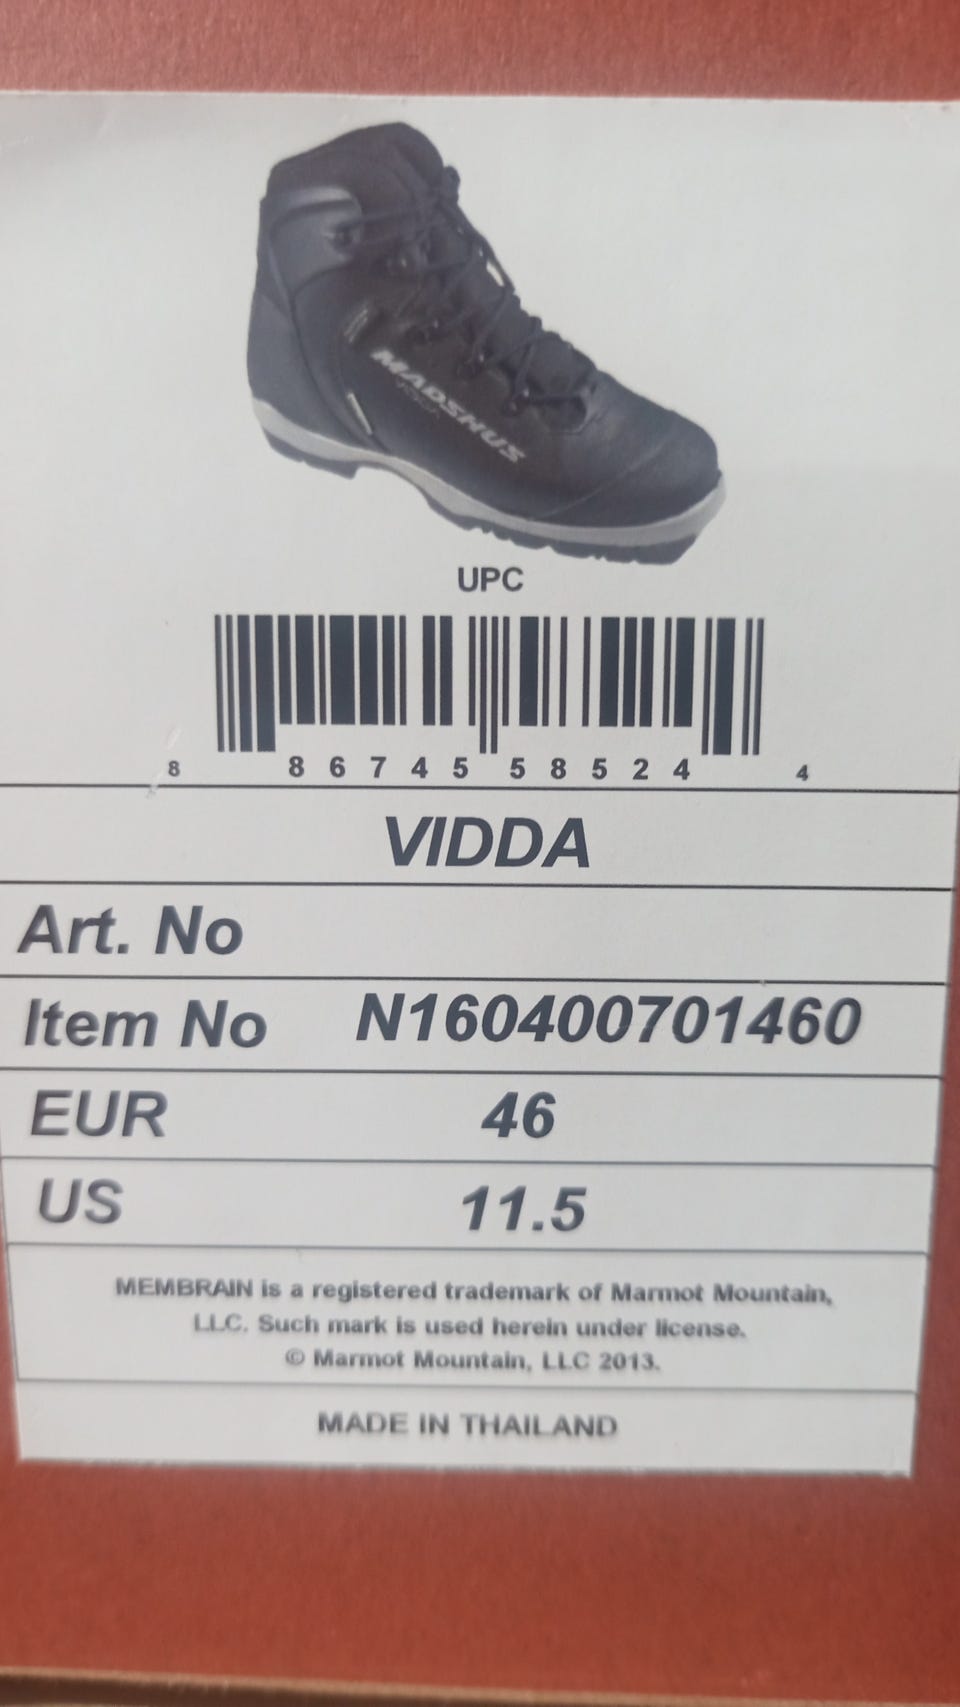 MADSHUS
UPC
8 86745 58524 4
VIDDA
Art. No
Item No N160400701460
EUR 46
US 11.5
MEMBRAIN is a registered trademark of Marmot Mountain,
LLC. Such mark is used herein under license.
© Marmot Mountain, LLC 2013.
MADE IN THAILAND